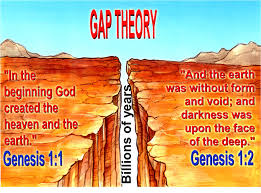 GAP THEORY
"In the
beginning God
created the
heaven and the
earth."
Genesis 1:1
Billions of years
"And the earth
was without form
and void; and
darkness was
upon the face
of the deep."
Genesis 1:2